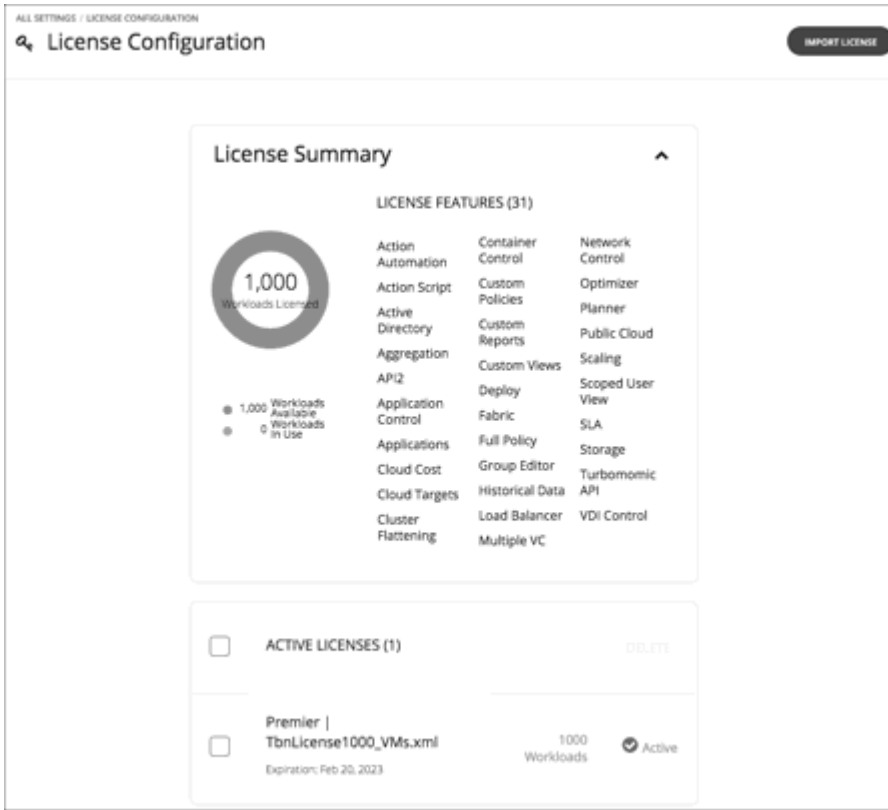 ALL SETTINGS / LICENSE CONFIGURATION
License Configuration
IMPORT LICENSE
License Summary
LICENSE FEATURES (31)
1,000
Workloads Licensed
1,000 Workloads
Available
0 Workloads
In Use
Action
Automation
Action Script
Active
Directory
Aggregation
API2
Application
Control
Applications
Cloud Cost
Cloud Targets
Cluster
Flattening
Container
Control
Custom
Policies
Custom
Reports
Custom Views
Deploy
Fabric
Full Policy
Group Editor
Historical Data
Load Balancer
Multiple VC
Network
Control
Optimizer
Planner
Public Cloud
Scaling
Scoped User
View
SLA
Storage
Turbomomic
API
VDI Control
ACTIVE LICENSES (1)
DELETE
Premier |
TbnLicense1000_VMs.xml
Expiration: Feb 20, 2023
1000
Workloads
Active